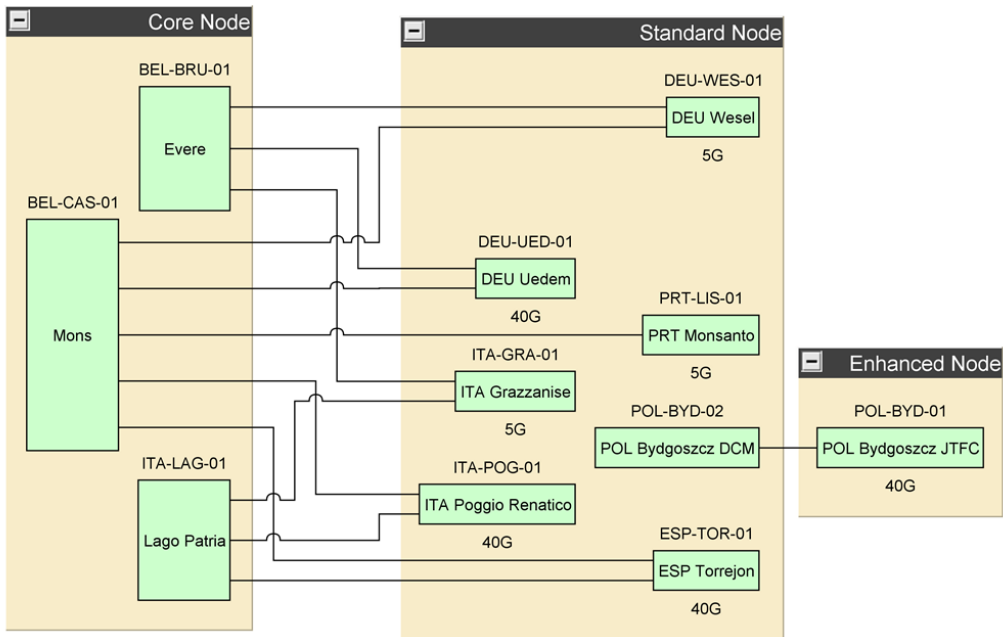 Core Node
BEL-BRU-01
Evere
BEL-CAS-01
Mons
ITA-LAG-01
Lago Patria
Standard Node
DEU-WES-01
DEU Wesel
5G
DEU-UED-01
DEU Uedem
40G
PRT-LIS-01
PRT Monsanto
5G
ITA-GRA-01
ITA Grazzanise
5G
POL-BYD-02
POL Bydgoszcz DCM
ITA-POG-01
ITA Poggio Renatico
40G
ESP-TOR-01
ESP Torrejon
40G
Enhanced Node
POL-BYD-01
POL Bydgoszcz JTFC
40G